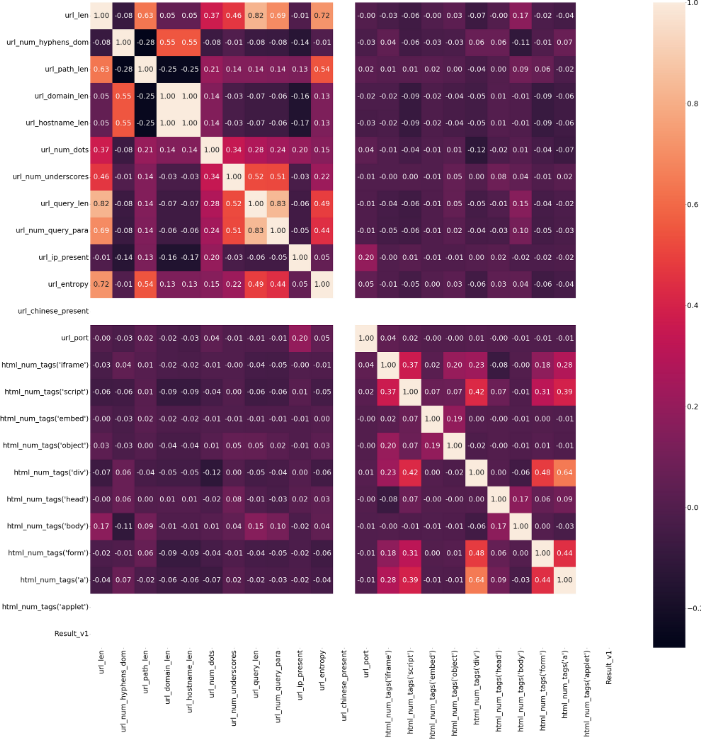 url_len 1.00 -0.08 0.63 0.05 0.05 0.37 0.46 0.82 0.69 -0.01 0.72 -0.00 -0.03 -0.06 -0.00 0.03 -0.07 -0.00 0.17 -0.02 -0.04
url_num_hyphens_dom -0.08 1.00 -0.28 0.55 0.55 -0.08 -0.01 -0.08 -0.08 -0.14 -0.01 -0.03 0.04 -0.06 -0.03 -0.03 0.06 0.06 -0.11 -0.01 0.07
url_path_len 0.63 -0.28 1.00 -0.25 -0.25 0.21 0.14 0.14 0.14 0.13 0.54 0.02 0.01 0.01 0.02 0.00 -0.04 0.00 0.09 0.06 -0.02
url_domain_len 0.05 0.55 -0.25 1.00 1.00 0.14 -0.03 -0.07 -0.06 -0.16 0.13 -0.02 -0.02 -0.09 -0.02 -0.04 -0.05 0.01 -0.01 -0.09 -0.06
url_hostname_len 0.05 0.55 -0.25 1.00 1.00 0.14 -0.03 -0.07 -0.06 -0.17 0.13 -0.03 -0.02 -0.09 -0.02 -0.04 -0.05 0.01 -0.01 -0.09 -0.06
url_num_dots 0.37 -0.08 0.21 0.14 0.14 1.00 0.34 0.28 0.24 0.20 0.15 0.04 -0.01 -0.04 -0.01 0.01 -0.12 -0.02 0.01 -0.04 -0.07
url_num_underscores 0.46 -0.01 0.14 -0.03 -0.03 0.34 1.00 0.52 0.51 -0.03 0.22 -0.01 -0.00 0.00 -0.01 0.05 0.00 0.08 0.04 -0.01 0.02
url_query_len 0.82 -0.08 0.14 -0.07 -0.07 0.28 0.52 1.00 0.83 -0.06 0.49 -0.01 -0.04 -0.06 -0.01 0.05 -0.05 -0.01 0.15 -0.04 -0.02
url_num_query_para 0.69 -0.08 0.14 -0.06 -0.06 0.24 0.51 0.83 1.00 -0.05 0.44 -0.01 -0.05 -0.06 -0.01 0.02 -0.04 -0.03 0.10 -0.05 -0.03
url_ip_present -0.01 -0.14 0.13 -0.16 -0.17 0.20 -0.03 -0.06 -0.05 1.00 0.05 0.20 -0.00 0.01 -0.01 -0.01 0.00 0.02 -0.02 -0.02 -0.02
url_entropy 0.72 -0.01 0.54 0.13 0.13 0.15 0.22 0.49 0.44 0.05 1.00 0.05 -0.01 -0.05 -0.00 0.03 -0.06 0.03 0.04 -0.06 -0.04
url_chinese_present
url_port -0.00 -0.03 0.02 -0.02 -0.03 0.04 -0.01 -0.01 -0.01 0.20 0.05 1.00 0.04 0.02 -0.00 -0.00 0.01 -0.00 -0.01 -0.01 -0.01
html_num_tags('iframe') -0.03 0.04 0.01 -0.02 -0.02 -0.01 -0.00 -0.04 -0.05 -0.00 -0.01 0.04 1.00 0.37 0.02 0.20 0.23 -0.08 -0.00 0.18 0.28
html_num_tags('script') -0.06 -0.06 0.01 -0.09 -0.09 -0.04 0.00 -0.06 -0.06 0.01 -0.05 0.02 0.37 1.00 0.07 0.07 0.42 0.07 -0.01 0.31 0.39
html_num_tags('embed') -0.00 -0.03 0.02 -0.02 -0.02 -0.01 -0.01 -0.01 -0.01 -0.01 -0.00 -0.00 0.02 0.07 1.00 0.19 0.00 -0.00 -0.01 0.00 -0.01
html_num_tags('object') 0.03 -0.03 0.00 -0.04 -0.04 0.01 0.05 0.05 0.02 -0.01 0.03 -0.00 0.20 0.07 0.19 1.00 -0.02 -0.00 -0.01 0.01 -0.01
html_num_tags('div') -0.07 0.06 -0.04 -0.05 -0.05 -0.12 0.00 -0.05 -0.04 0.00 -0.06 0.01 0.23 0.42 0.00 -0.02 1.00 0.00 -0.06 0.48 0.64
html_num_tags('head') -0.00 0.06 0.00 0.01 0.01 -0.02 0.08 -0.01 -0.03 0.02 0.03 -0.00 -0.08 0.07 -0.00 -0.00 0.00 1.00 0.17 0.06 0.09
html_num_tags('body') 0.17 -0.11 0.09 -0.01 -0.01 0.01 0.04 0.15 0.10 -0.02 0.04 -0.01 -0.00 -0.01 -0.01 -0.01 -0.06 0.17 1.00 0.00 -0.03
html_num_tags('form') -0.02 -0.01 0.06 -0.09 -0.09 -0.04 -0.01 -0.04 -0.05 -0.02 -0.06 -0.01 0.18 0.31 0.00 0.01 0.48 0.06 0.00 1.00 0.44
html_num_tags('a') -0.04 0.07 -0.02 -0.06 -0.06 -0.07 0.02 -0.02 -0.03 -0.02 -0.04 -0.01 0.28 0.39 -0.01 -0.01 0.64 0.09 -0.03 0.44 1.00
html_num_tags('applet')
Result_v1
url_len
url_num_hyphens_dom
url_path_len
url_domain_len
url_hostname_len
url_num_dots
url_num_underscores
url_query_len
url_num_query_para
url_ip_present
url_entropy
url_chinese_present
url_port
html_num_tags('iframe')
html_num_tags('script')
html_num_tags('embed')
html_num_tags('object')
html_num_tags('div')
html_num_tags('head')
html_num_tags('body')
html_num_tags('form')
html_num_tags('a')
html_num_tags('applet')
Result_v1
1.0
0.8
0.6
0.4
0.2
0.0